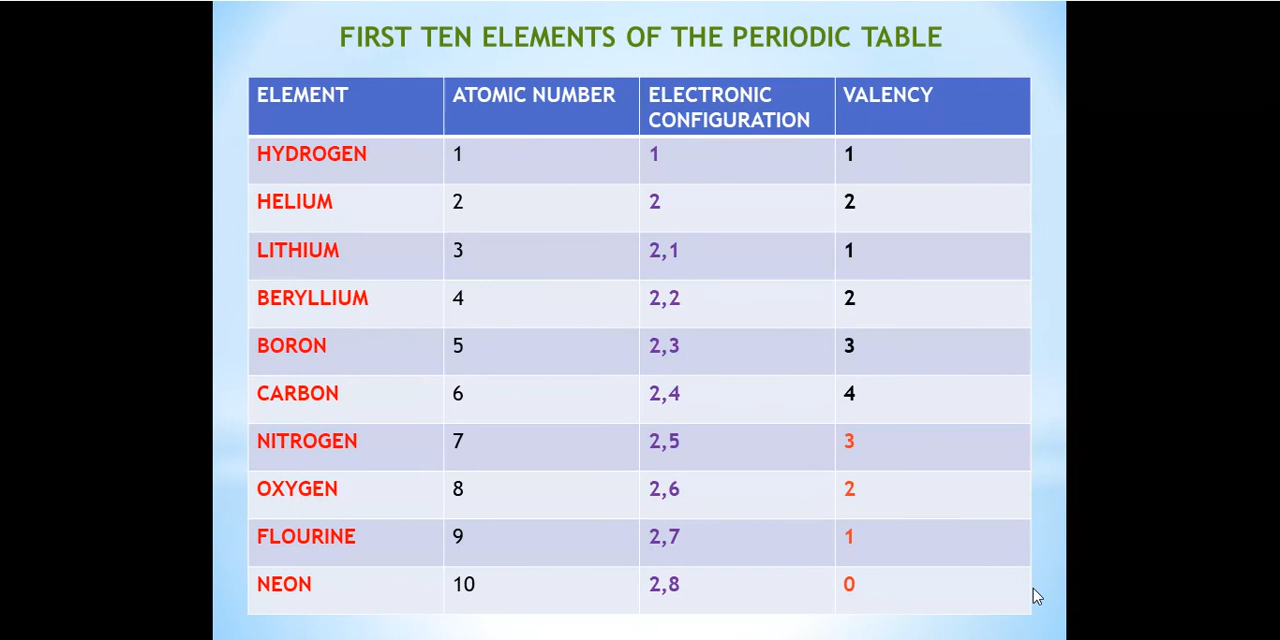 FIRST TEN ELEMENTS OF THE PERIODIC TABLE
ELEMENT ATOMIC NUMBER ELECTRONIC CONFIGURATION VALENCY
HYDROGEN 1 1 1
HELIUM 2 2 2
LITHIUM 3 2,1 1
BERYLLIUM 4 2,2 2
BORON 5 2,3 3
CARBON 6 2,4 4
NITROGEN 7 2,5 3
OXYGEN 8 2,6 2
FLOURINE 9 2,7 1
NEON 10 2,8 0